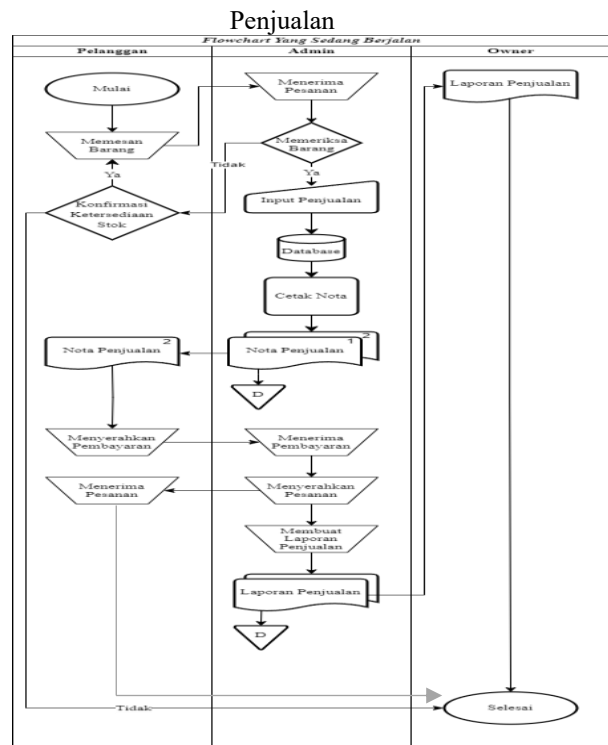 Penjualan
Flowchart Yang Sedang Berjalan
Pelanggan
Admin
Owner
Mulai
Menerima
Pesanan
Laporan Penjualan
Memesan
Barang
Memeriksa
Barang
Tidak
Ya
Ya
Konfirmasi
Ketersediaan
Stok
Input Penjualan
Database
Cetak Nota
2
Nota Penjualan
2
1
Nota Penjualan
D
Menyerahkan
Pembayaran
Menerima
Pembayaran
Menerima
Pesanan
Menyerahkan
Pesanan
Membuat
Laporan
Penjualan
Laporan Penjualan
D
Tidak
Selesai